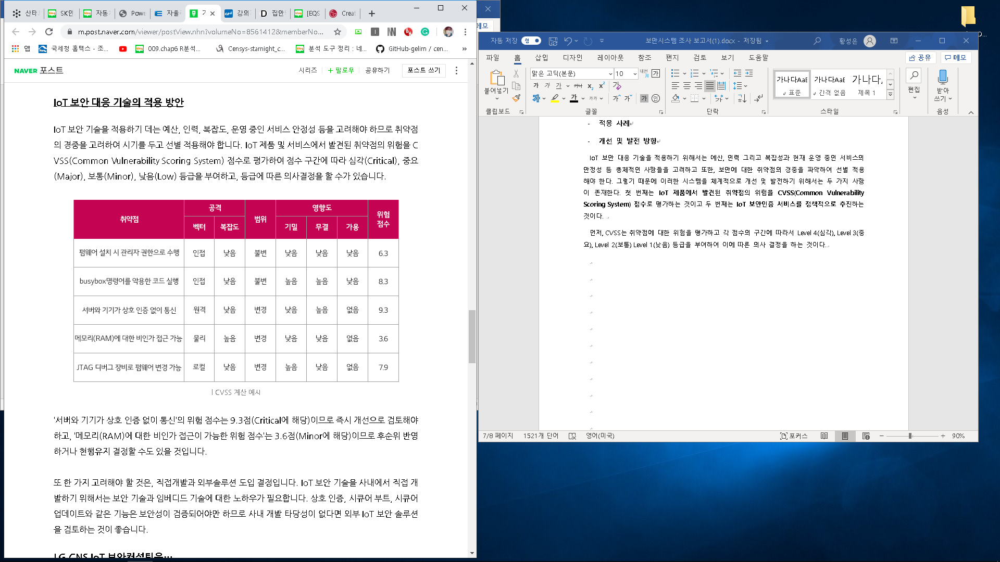 산타
SK인
자동
Powe
자율
강의
집안
[EQS
Creat
m.post.naver.com/viewer/postView.nhn?volumeNo=8561412&memberNo...
앱
국세청 홈택스 - 조...
009.chap6 R분석...
Censys-starnight_c...
분석 도구 정리 : 네...
GitHub-gelim / cen...
»
NAVER 포스트
시리즈
+ 팔로우
공유하기
포스트 쓰기
IoT 보안 대응 기술의 적용 방안
IoT 보안 기술을 적용하기 데는 예산, 인력, 복잡도, 운영 중인 서비스 안정성 등을 고려해야 하므로 취약점
의 경중을 고려하여 시기를 두고 선별 적용해야 합니다. IoT 제품 및 서비스에서 발견된 취약점의 위험을 C
VSS(Common Vulnerability Scoring System) 점수로 평가하여 점수 구간에 따라 심각(Critical), 중요
(Major), 보통(Minor), 낮음(Low) 등급을 부여하고, 등급에 따른 의사결정을 할 수가 있습니다.
취약점 공격 범위 영향도 위험 점수
벡터 복잡도 기밀 무결 가용
펌웨어 설치 시 관리자 권한으로 수행 인접 낮음 불변 낮음 낮음 낮음 6.3
busybox명령어를 악용한 코드 실행 인접 낮음 불변 높음 높음 낮음 8.3
서버와 기기가 상호 인증 없이 통신 원격 낮음 변경 낮음 높음 없음 9.3
메모리(RAM)에 대한 비인가 접근 가능 물리 높음 변경 낮음 낮음 없음 3.6
JTAG 디버그 장비로 펌웨어 변경 가능 로컬 낮음 변경 높음 낮음 없음 7.9
| CVSS 계산 예시
'서버와 기기가 상호 인증 없이 통신'의 위험 점수는 9.3점(Critical에 해당)이므로 즉시 개선으로 검토해야
하고, '메모리(RAM)에 대한 비인가 접근이 가능한 위험 점수'는 3.6점(Minor에 해당)이므로 후순위 반영
하거나 현행유지 결정할 수도 있을 것입니다.
또 한 가지 고려해야 할 것은, 직접개발과 외부솔루션 도입 결정입니다. IoT 보안 기술을 사내에서 직접 개
발하기 위해서는 보안 기술과 임베디드 기술에 대한 노하우가 필요합니다. 상호 인증, 시큐어 부트, 시큐어
업데이트와 같은 기능은 보안성이 검증되어야만 하므로 사내 개발 타당성이 없다면 외부 IoT 보안 솔루션
을 검토하는 것이 좋습니다.
LG CNS IoT 보안컨설팅은…
메모
자동 저장
켬
보안시스템 조사 보고서(1).docx - 저장됨
황성은
파일 홈 삽입 디자인 레이아웃 참조 편지 검토 보기 도움말
공유
메모
붙여넣기
맑은 고딕(본문) 10
가나다AaB 가나다AaB 가나다,
표준 간격 없음 제목 1
편집
받아
쓰기
클립보드 글꼴 단락 스타일 음성
- 적용 사례
- 개선 및 발전 방향
IoT 보안 대응 기술을 적용하기 위해서는 예산, 인력 그리고 복잡성과 현재 운영 중인 서비스의
안정성 등 총체적인 사항들을 고려하고 또한, 보안에 대한 취약점의 경중을 파악하여 선별 적용
해야 한다. 그렇기 때문에 이러한 시스템을 체계적으로 개선 및 발전하기 위해서는 두 가지 사항
이 존재한다. 첫 번째는 IoT 제품에서 발견된 취약점의 위험을 CVSS(Common Vulnerability
Scoring System) 점수로 평가하는 것이고 두 번째는 IoT 보안인증 서비스를 정책적으로 추진하는
것이다.
먼저, CVSS는 취약점에 대한 위험을 평가하고 각 점수의 구간에 따라서 Level 4(심각), Level 3(중
요), Level 2(보통) Level 1(낮음) 등급을 부여하여 이에 따른 의사 결정을 하는 것이다.
7/8 페이지 1521개 단어 영어(미국)
포커스
90%